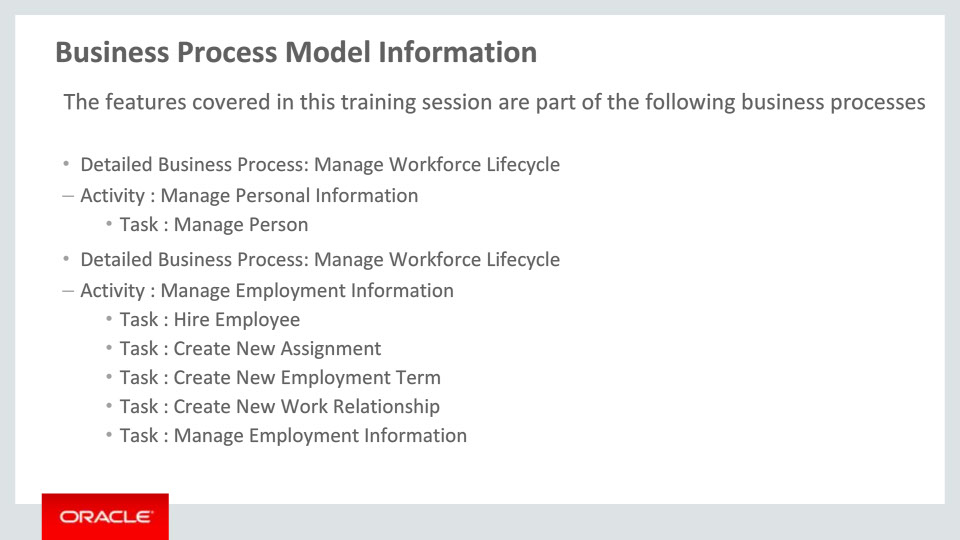 Business Process Model Information
The features covered in this training session are part of the following business processes
• Detailed Business Process: Manage Workforce Lifecycle
– Activity : Manage Personal Information
• Task : Manage Person
• Detailed Business Process: Manage Workforce Lifecycle
– Activity : Manage Employment Information
• Task : Hire Employee
• Task : Create New Assignment
• Task : Create New Employment Term
• Task : Create New Work Relationship
• Task : Manage Employment Information
ORACLE